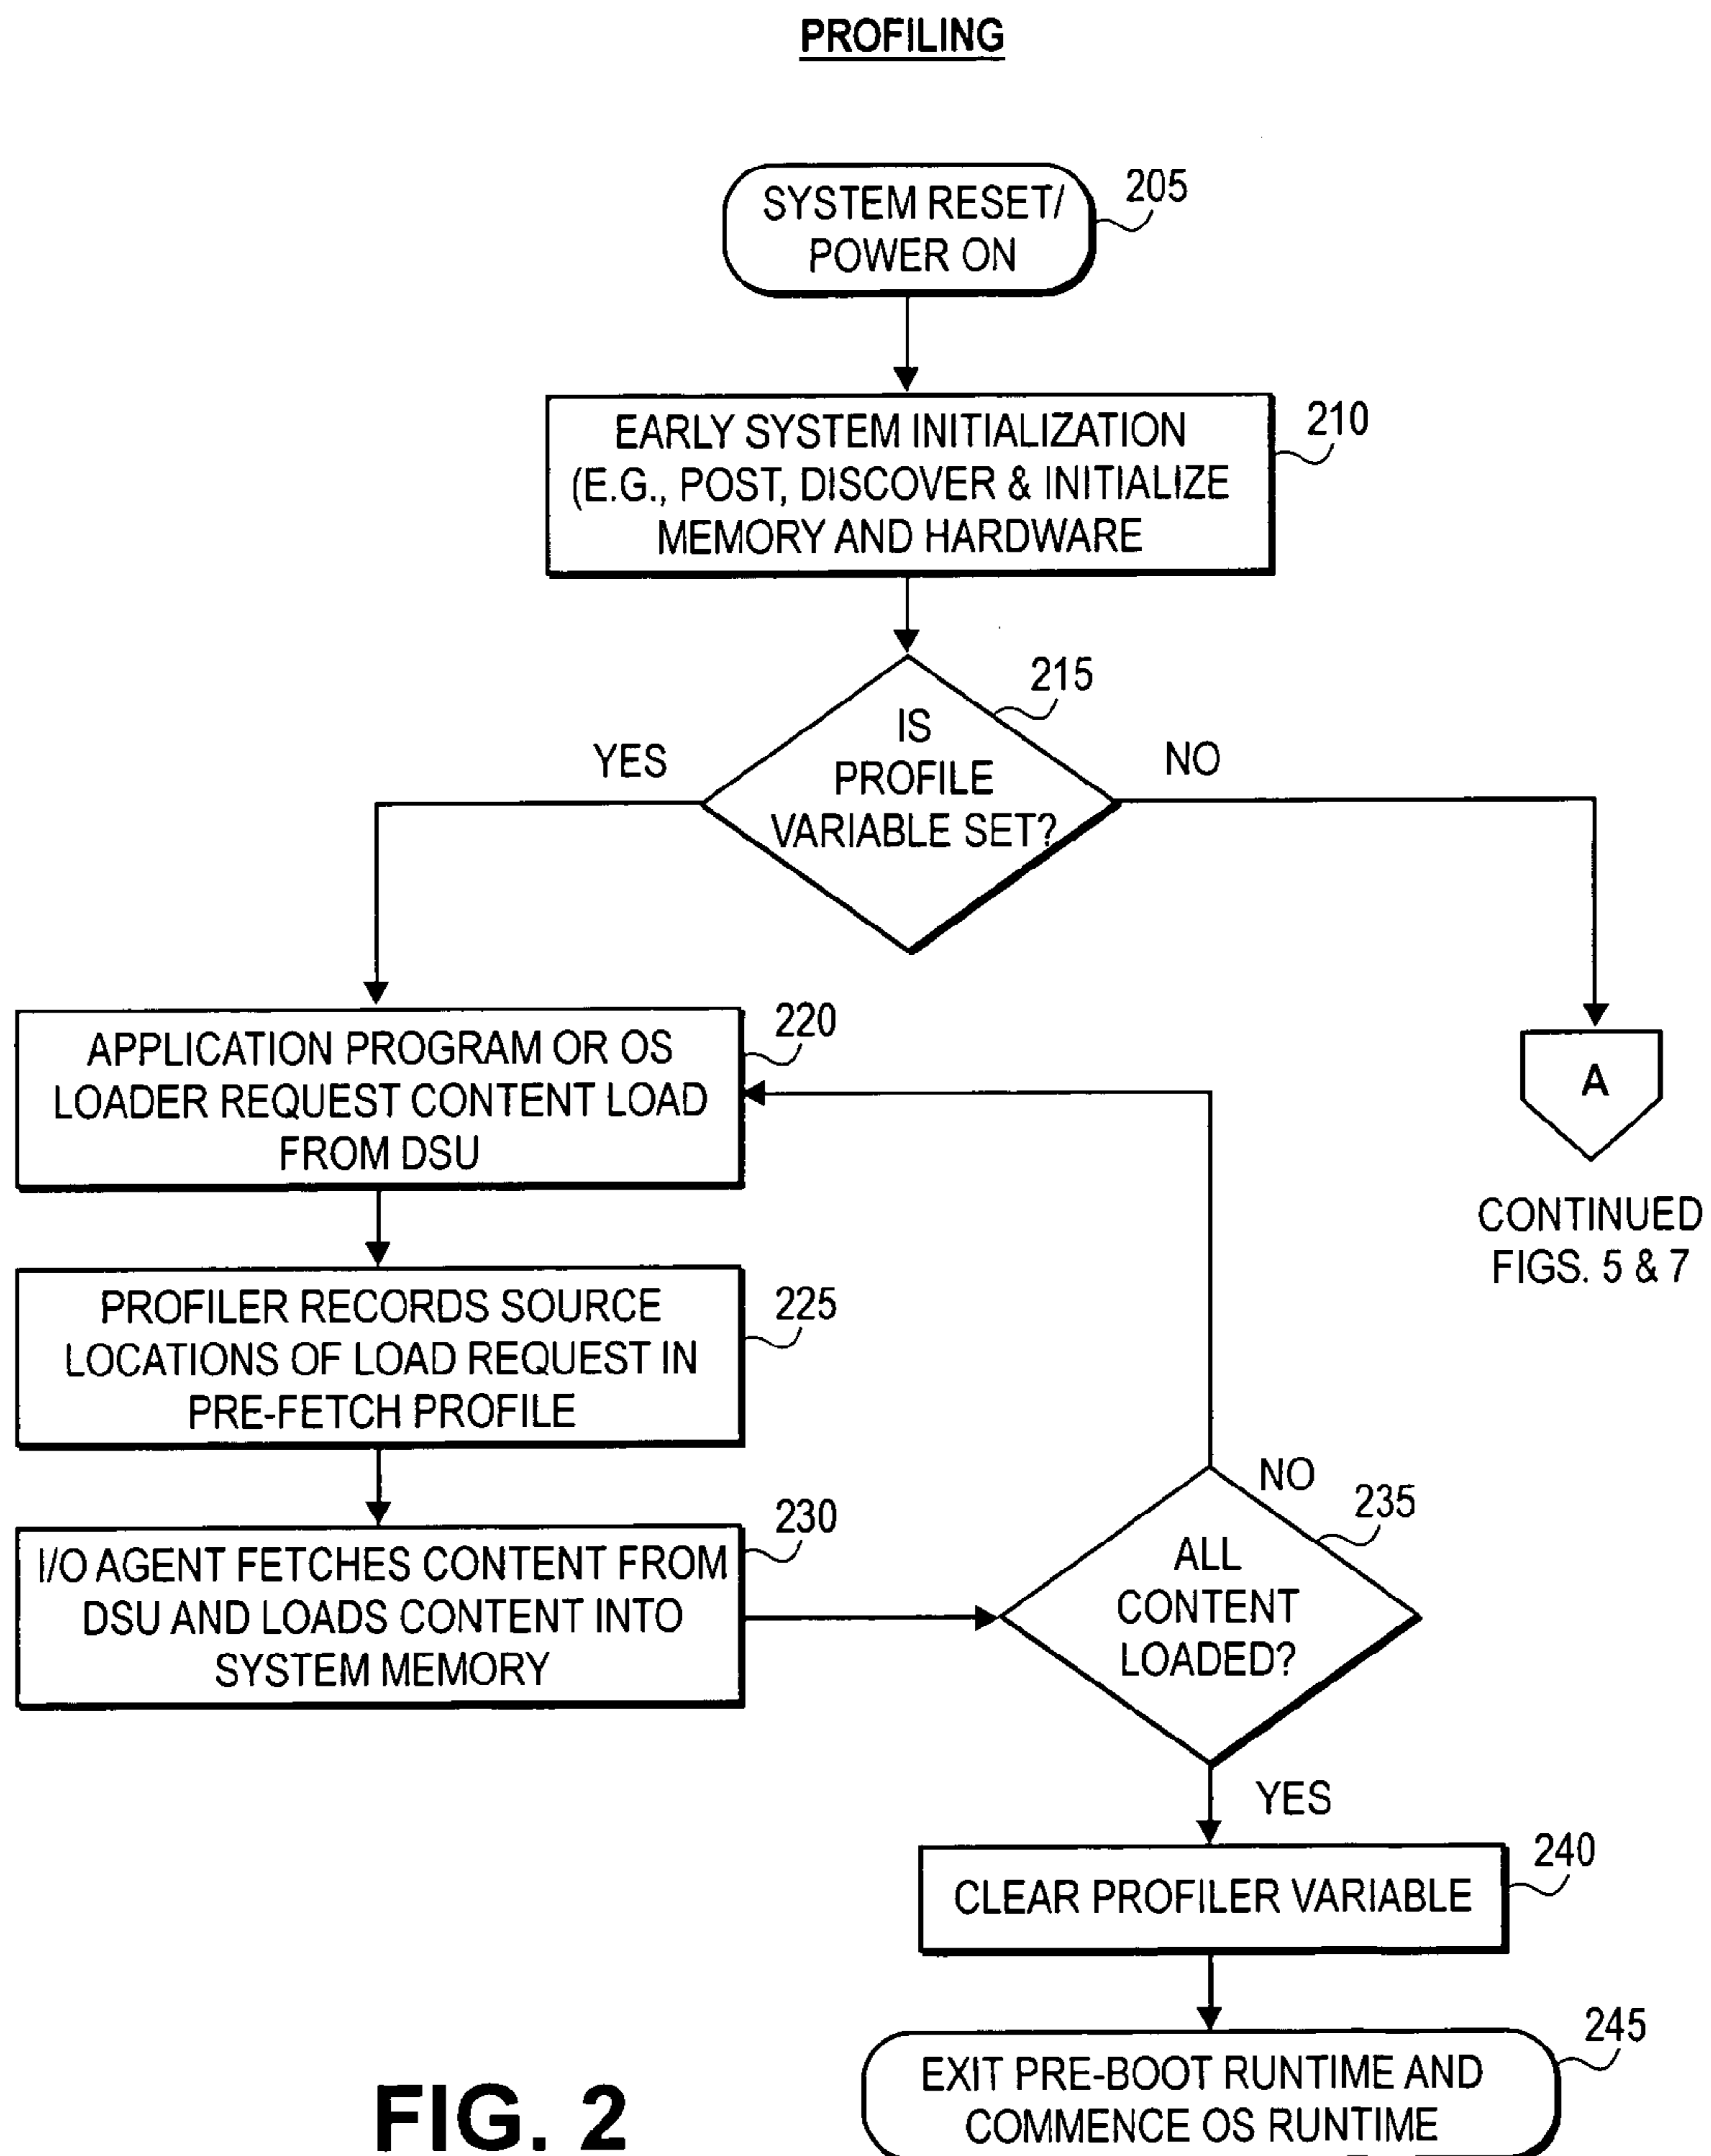 PROFILING
SYSTEM RESET/
POWER ON
205
EARLY SYSTEM INITIALIZATION
(E.G., POST, DISCOVER & INITIALIZE
MEMORY AND HARDWARE
210
215
IS
PROFILE
VARIABLE SET?
YES
NO
APPLICATION PROGRAM OR OS
LOADER REQUEST CONTENT LOAD
FROM DSU
220
A
CONTINUED
FIGS. 5 & 7
PROFILER RECORDS SOURCE
LOCATIONS OF LOAD REQUEST IN
PRE-FETCH PROFILE
225
I/O AGENT FETCHES CONTENT FROM
DSU AND LOADS CONTENT INTO
SYSTEM MEMORY
230
NO
235
ALL
CONTENT
LOADED?
YES
CLEAR PROFILER VARIABLE
240
EXIT PRE-BOOT RUNTIME AND
COMMENCE OS RUNTIME
245
FIG. 2